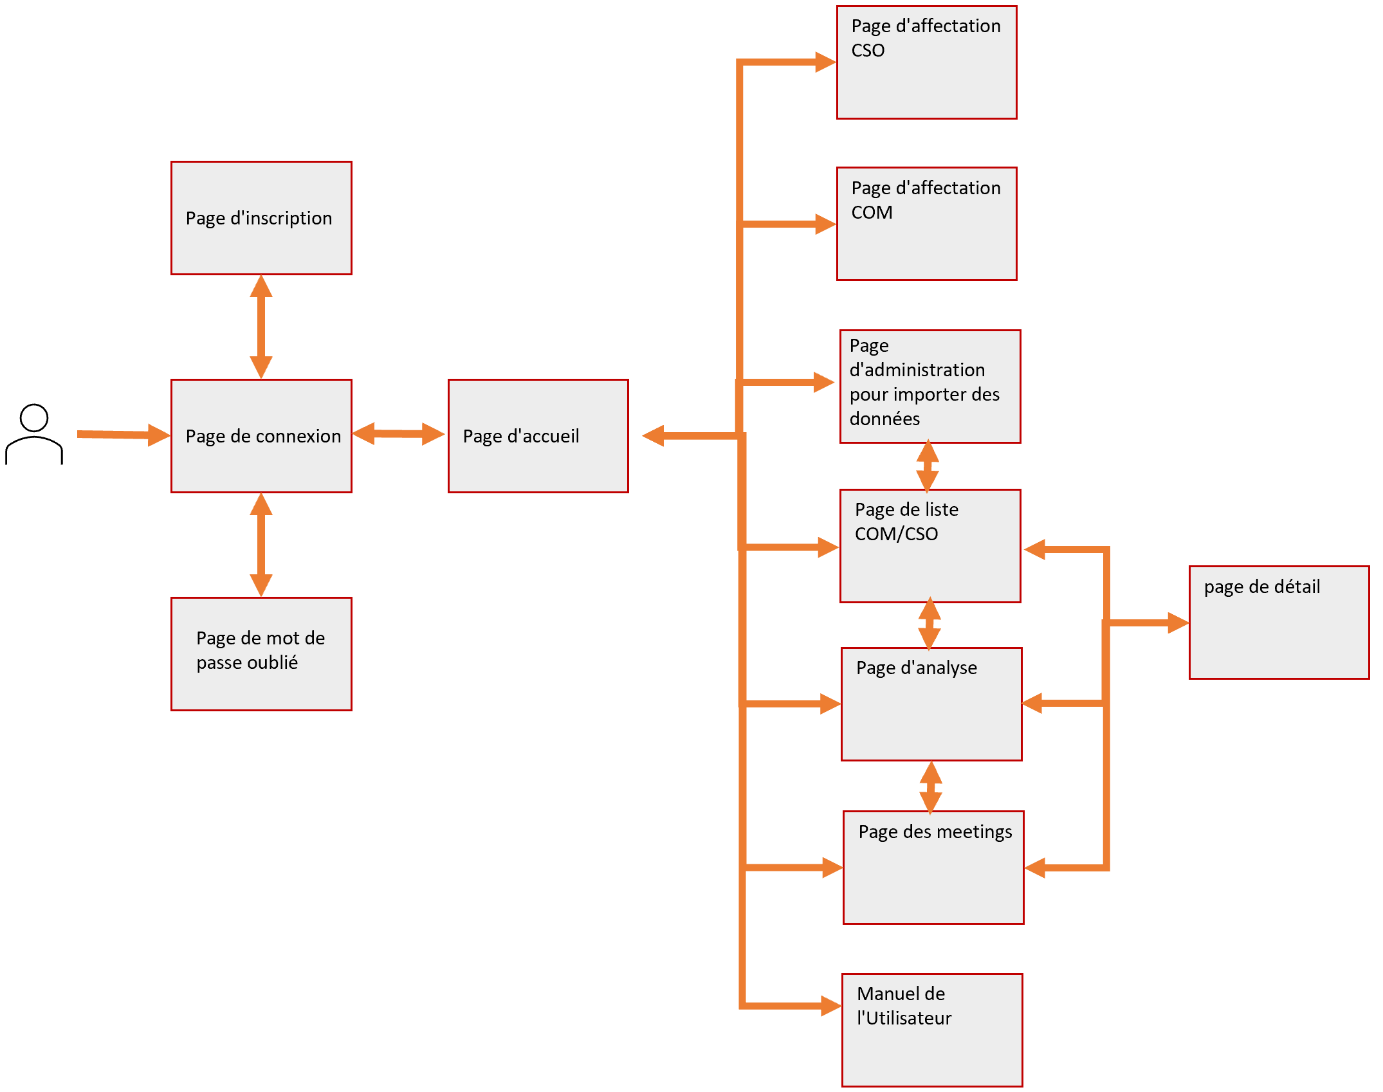 Page d'affectation
CSO
Page d'affectation
COM
Page d'inscription
Page
d'administration
pour importer des
données
Page de connexion
Page d'accueil
Page de liste
COM/CSO
page de détail
Page de mot de
passe oublié
Page d'analyse
Page des meetings
Manuel de
l'Utilisateur